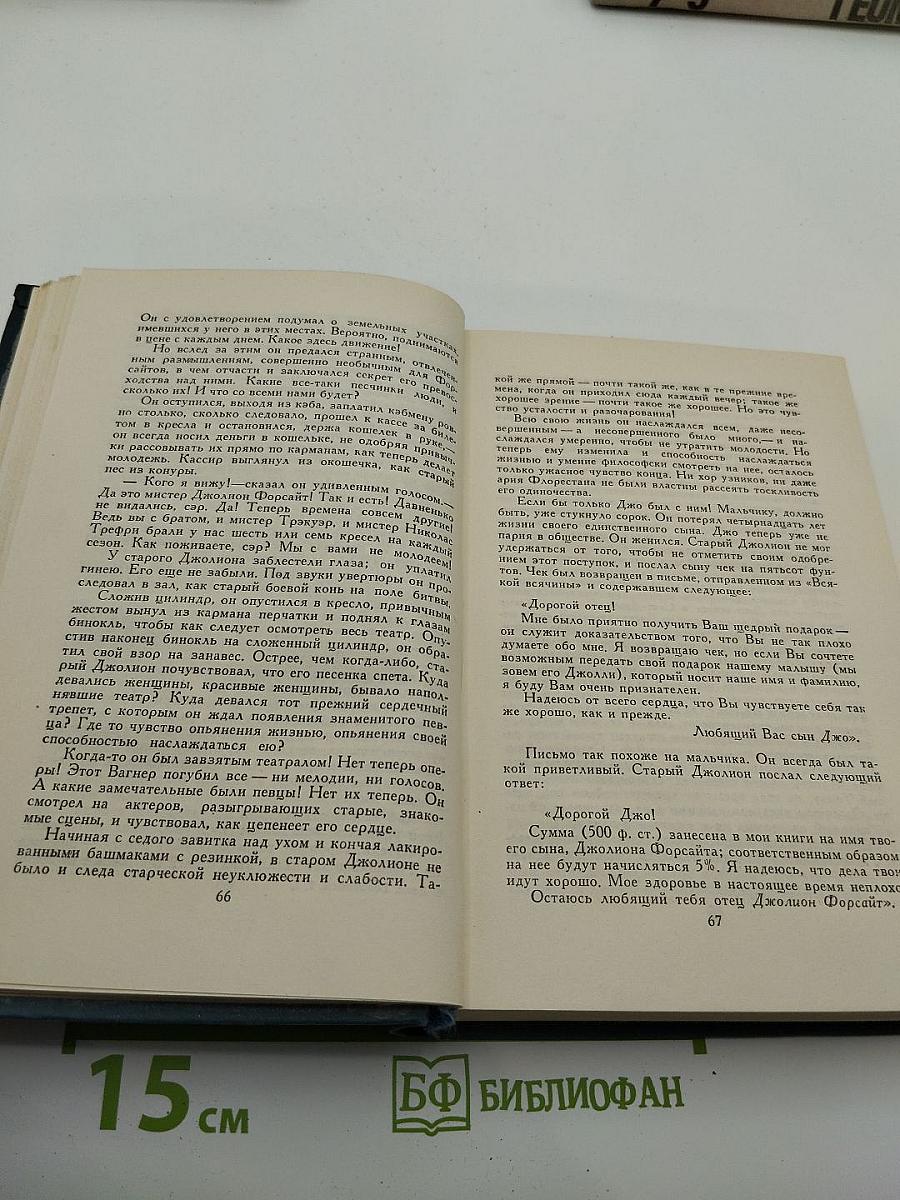 ГЕОГ
Он с удовлетворением подумал о земельных участках,
имевшихся у него в этих местах. Вероятно, поднимаются
в цене с каждым днем. Какое здесь движение!
Но вслед за этим он предался странным, отвлечен-
ным размышлениям, совершенно необычным для Фор-
сайтов, в чем отчасти и заключался секрет его превос-
ходства над ними. Какие все-таки песчинки люди, и
сколько их! И что со всеми нами будет?
Он оступился, выходя из кэба, заплатил кэбмену ров-
но столько, сколько следовало, прошел к кассе за биле-
том в кресла и остановился, держа кошелек в руке,—
он всегда носил деньги в кошельке, не одобряя привыч-
ки рассовывать их прямо по карманам, как теперь делает
молодежь. Кассир выглянул из окошечка, как старый
пес из конуры.
— Кого я вижу!—сказал он удивленным голосом.—
Да это мистер Джолион Форсайт! Так и есть! Давненько
не видались, сэр. Да! Теперь времена совсем другие!
Ведь вы с братом, и мистер Трэкуэр, и мистер Николас
Трефри брали у нас шесть или семь кресел на каждый
сезон. Как поживаете, сэр? Мы с вами не молодеем!
У старого Джолиона заблестели глаза; он уплатил
гинею. Его еще не забыли. Под звуки увертюры он про-
следовал в зал, как старый боевой конь на поле битвы.
Сложив цилиндр, он опустился в кресло, привычным
жестом вынул из кармана перчатки и поднял к глазам
бинокль, чтобы как следует осмотреть весь театр. Опу-
стив наконец бинокль на сложенный цилиндр, он обра-
тил свой взор на занавес. Острее, чем когда-либо, ста-
рый Джолион почувствовал, что его песенка спета. Куда
девались женщины, красивые женщины, бывало напол-
нявшие театр? Куда девался тот прежний сердечный
трепет, с которым он ждал появления знаменитого пев-
ца? Где то чувство опьянения жизнью, опьянения своей
способностью наслаждаться ею?
Когда-то он был завзятым театралом! Нет теперь опе-
ры! Этот Вагнер погубил все — ни мелодии, ни голосов.
А какие замечательные были певцы! Нет их теперь. Он
смотрел на актеров, разыгрывающих старые, знако-
мые сцены, и чувствовал, как цепенеет его сердце.
Начиная с седого завитка над ухом и кончая лакиро-
ванными башмаками с резинкой, в старом Джолионе не
было и следа старческой неуклюжести и слабости. Та-
66
кой же прямой — почти такой же, как в те прежние вре-
мена, когда он приходил сюда каждый вечер; такое же
хорошее зрение — почти такое же хорошее. Но это чув-
ство усталости и разочарования!
Всю свою жизнь он наслаждался всем, даже несо-
вершенным — а несовершенного было много,— и на-
слаждался умеренно, чтобы не утратить молодости. Но
теперь ему изменила и способность наслаждаться
жизнью и умение философски смотреть на нее, осталось
только ужасное чувство конца. Ни хор узников, ни даже
ария Флорестана не были властны рассеять тоскливость
его одиночества.
Если бы только Джо был с ним! Мальчику, должно
быть, уже стукнуло сорок. Он потерял четырнадцать лет
жизни своего единственного сына. Джо теперь уже не
пария в обществе. Он женился. Старый Джолион не мог
удержаться от того, чтобы не отметить своим одобре-
нием этот поступок, и послал сыну чек на пятьсот фун-
тов. Чек был возвращен в письме, отправленном из «Вся-
кой всячины» и содержавшем следующее:
«Дорогой отец!
Мне было приятно получить Ваш щедрый подарок —
он служит доказательством того, что Вы не так плохо
думаете обо мне. Я возвращаю чек, но если Вы сочтете
возможным передать свой подарок нашему малышу (мы
зовем его Джолли), который носит наше имя и фамилию,
я буду Вам очень признателен.
Надеюсь от всего сердца, что Вы чувствуете себя так
же хорошо, как и прежде.
Любящий Вас сын Джо».
Письмо так похоже на мальчика. Он всегда был та-
кой приветливый. Старый Джолион послал следующий
ответ:
«Дорогой Джо!
Сумма (500 ф. ст.) занесена в мои книги на имя тво-
его сына, Джолиона Форсайта; соответственным образом
на нее будут начисляться 5%. Я надеюсь, что дела твои
идут хорошо. Мое здоровье в настоящее время неплохо.
Остаюсь любящий тебя отец Джолион Форсайт».
67
15 см
БФ БИБЛИОФАН